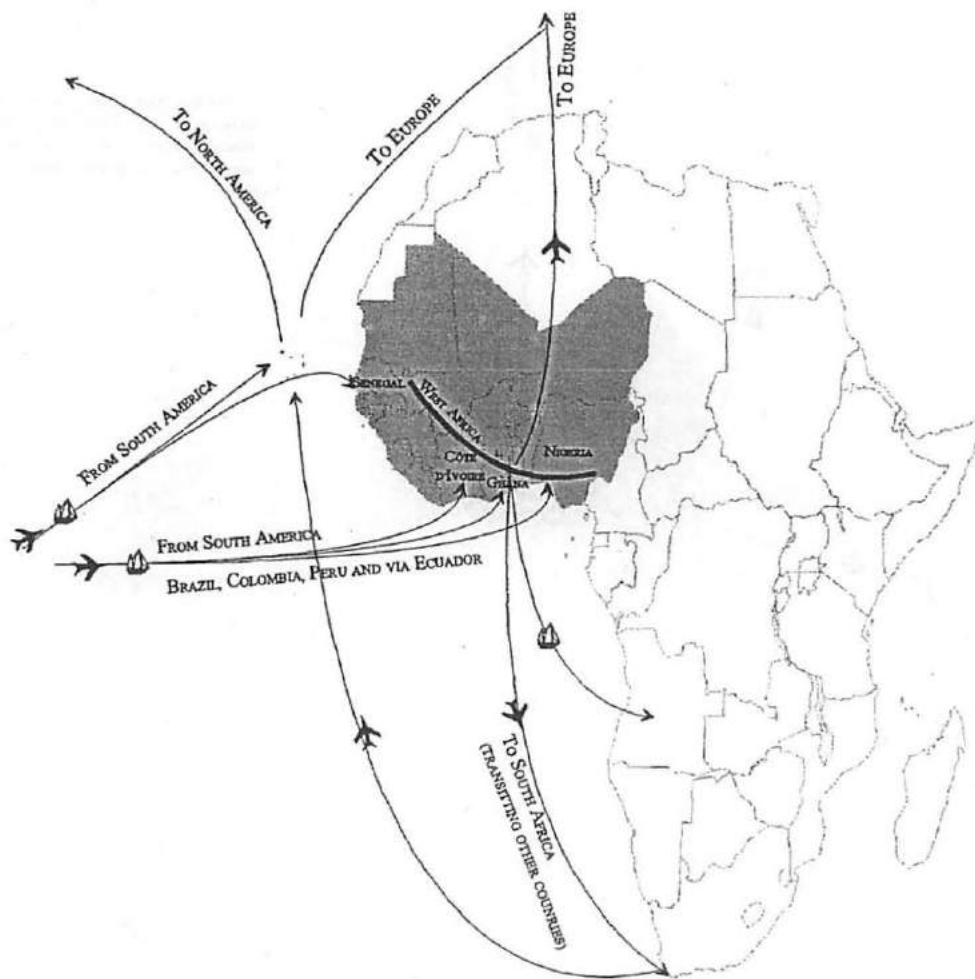 TO EUROPE
TO EUROPE
TO NORTH AMERICA
FROM SOUTH AMERICA
SENEGAL
WEST AFRICA
CÔTE
D'IVOIRE
GHANA
NIGERIA
FROM SOUTH AMERICA
BRAZIL, COLOMBIA, PERU AND VIA ECUADOR
TO SOUTH AFRICA
(TRANSITTING OTHER COUNRIES)